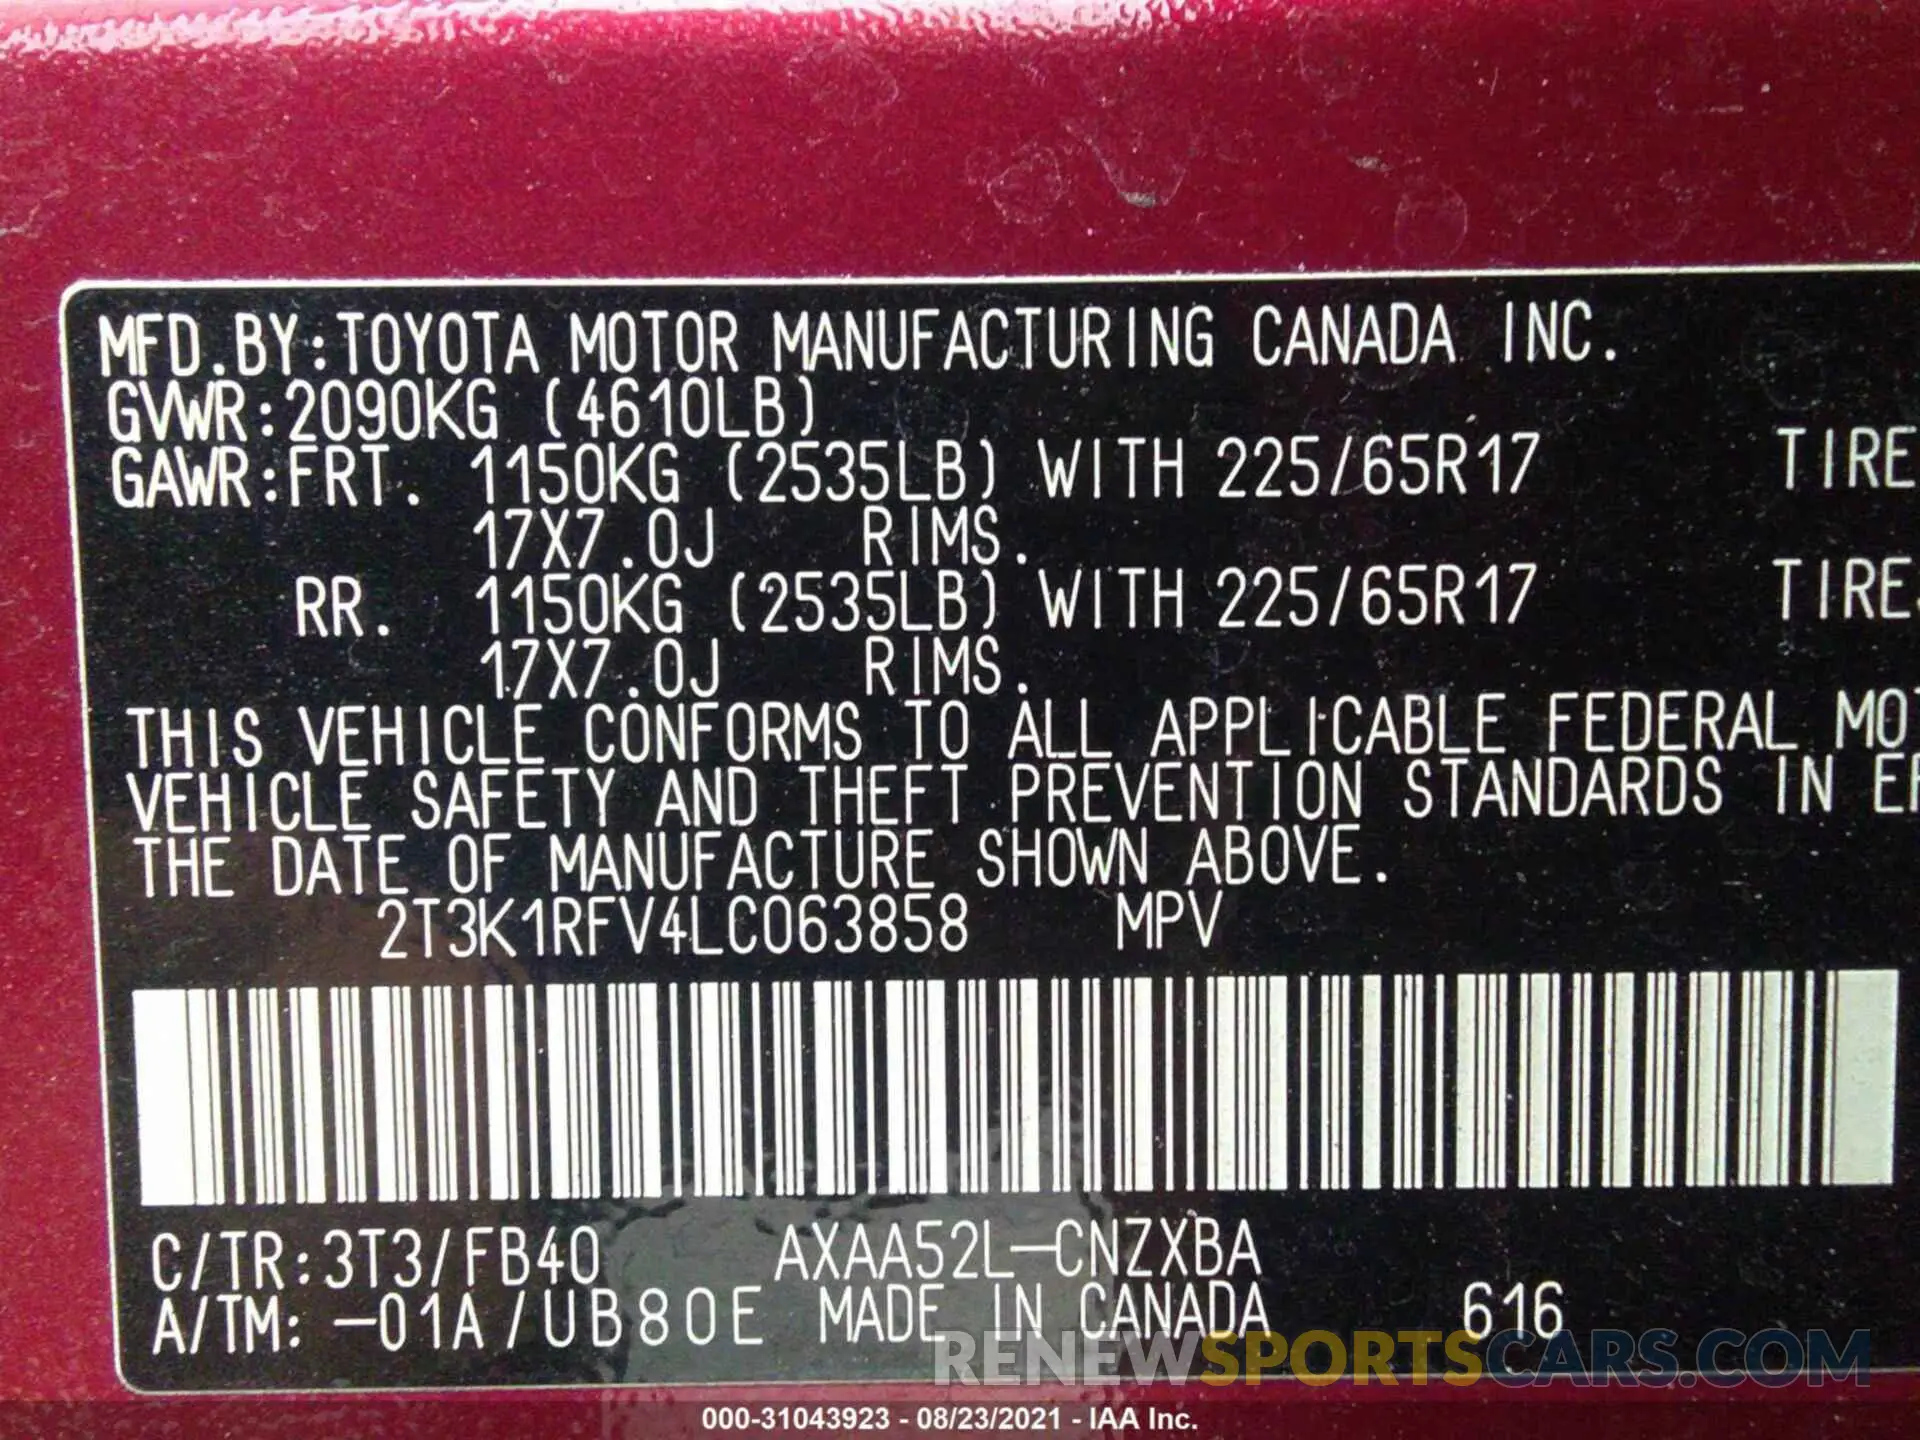 MFD.BY:TOYOTA MOTOR MANUFACTURING CANADA INC.
GVWR:2090KG (4610LB)
GAWR:FRT. 1150KG (2535LB) WITH 225/65R17 TIRE
17X7.0J RIMS.
RR. 1150KG (2535LB) WITH 225/65R17 TIRE
17X7.0J RIMS.
THIS VEHICLE CONFORMS TO ALL APPLICABLE FEDERAL MOT
VEHICLE SAFETY AND THEFT PREVENTION STANDARDS IN EF
THE DATE OF MANUFACTURE SHOWN ABOVE.
2T3K1RFV4LC063858 MPV
C/TR:3T3/FB40 AXAA52L-CNZXBA
A/TM: -01A/UB80E MADE IN CANADA 616
RENEWSPORTSCARS.COM
000-31043923 - 08/23/2021 - IAA Inc.